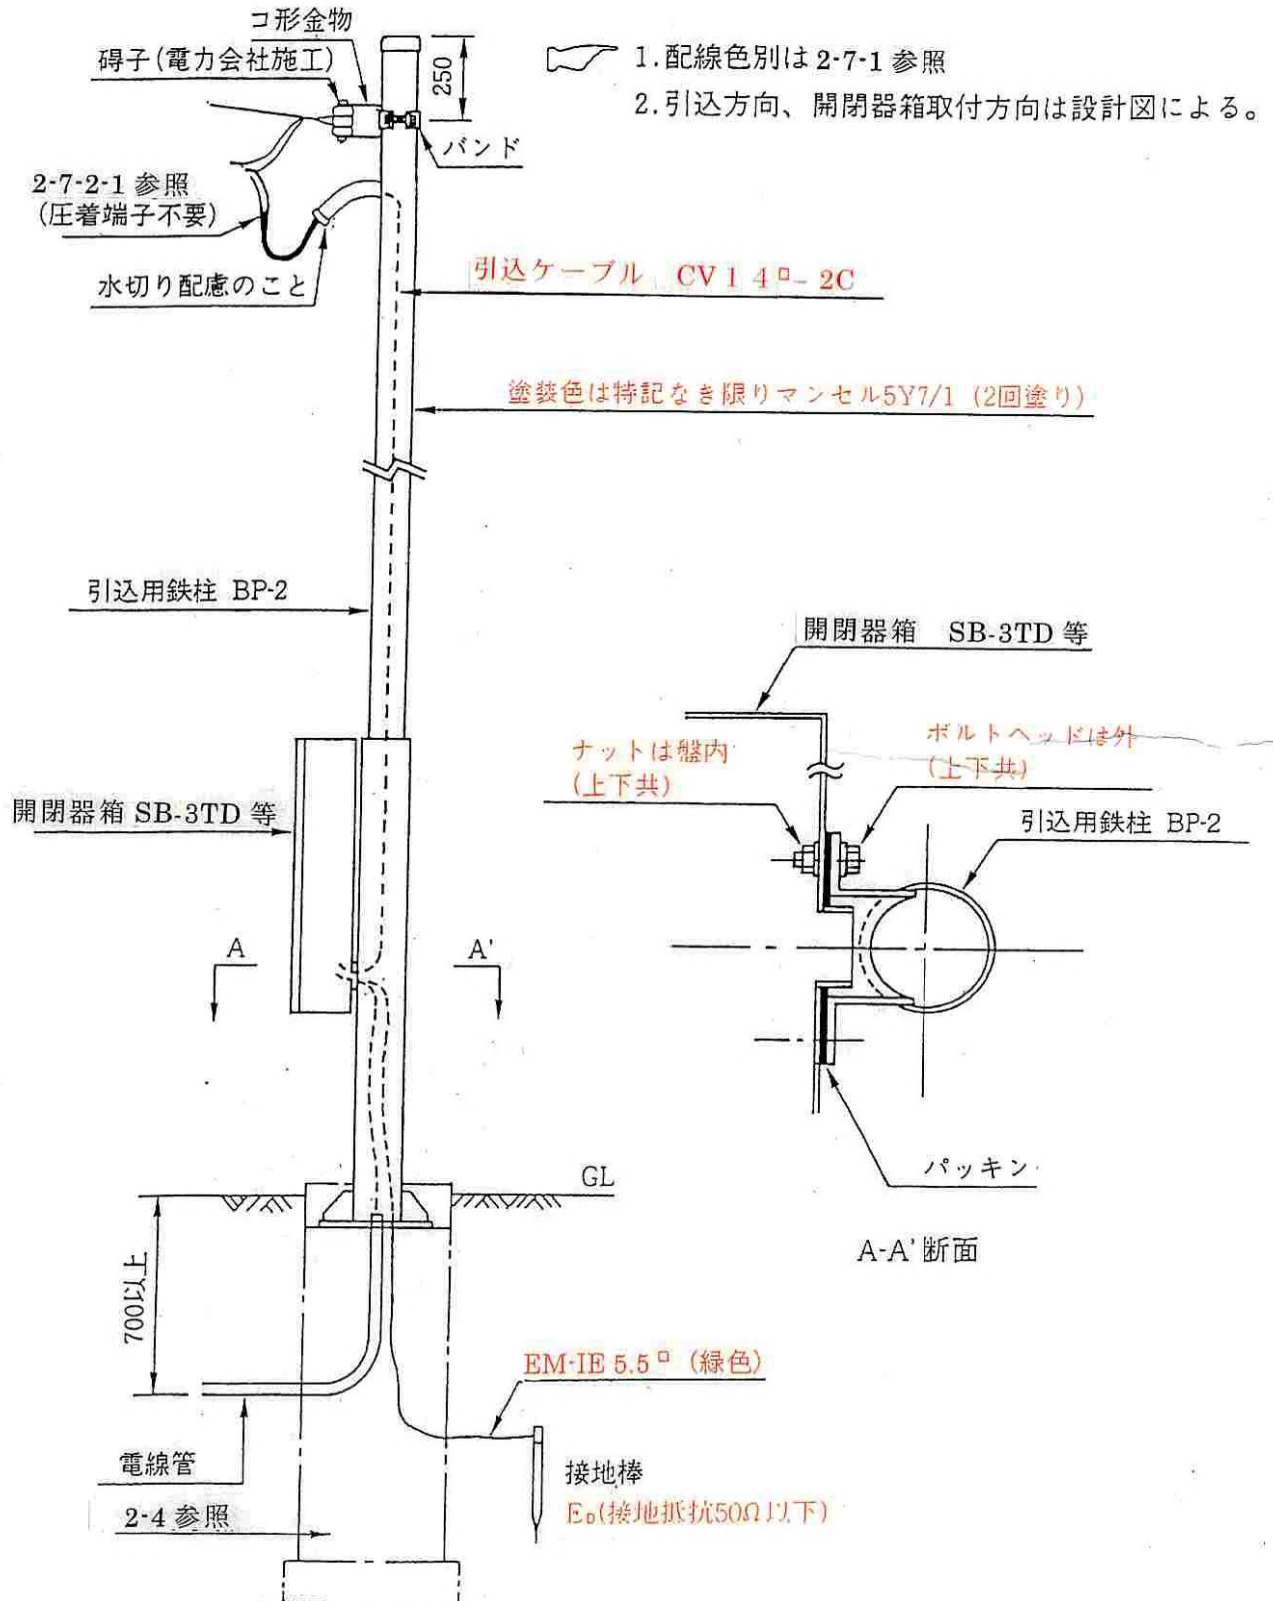 コ形金物
碍子(電力会社施工)
250
1.配線色別は 2-7-1 参照
2.引込方向、開閉器箱取付方向は設計図による。
バンド
2-7-2-1 参照
(圧着端子不要)
水切り配慮のこと
引込ケーブル CV14□-2C
塗装色は特記なき限りマンセル5Y7/1 (2回塗り)
引込用鉄柱 BP-2
開閉器箱 SB-3TD 等
ナットは盤内
(上下共)
ボルトヘッドは外
(上下共)
開閉器箱 SB-3TD 等
引込用鉄柱 BP-2
A
A'
パッキン
GL
A-A' 断面
700以上
EM-IE 5.5□ (緑色)
電線管
接地棒
ED(接地抵抗50Ω以下)
2-4 参照